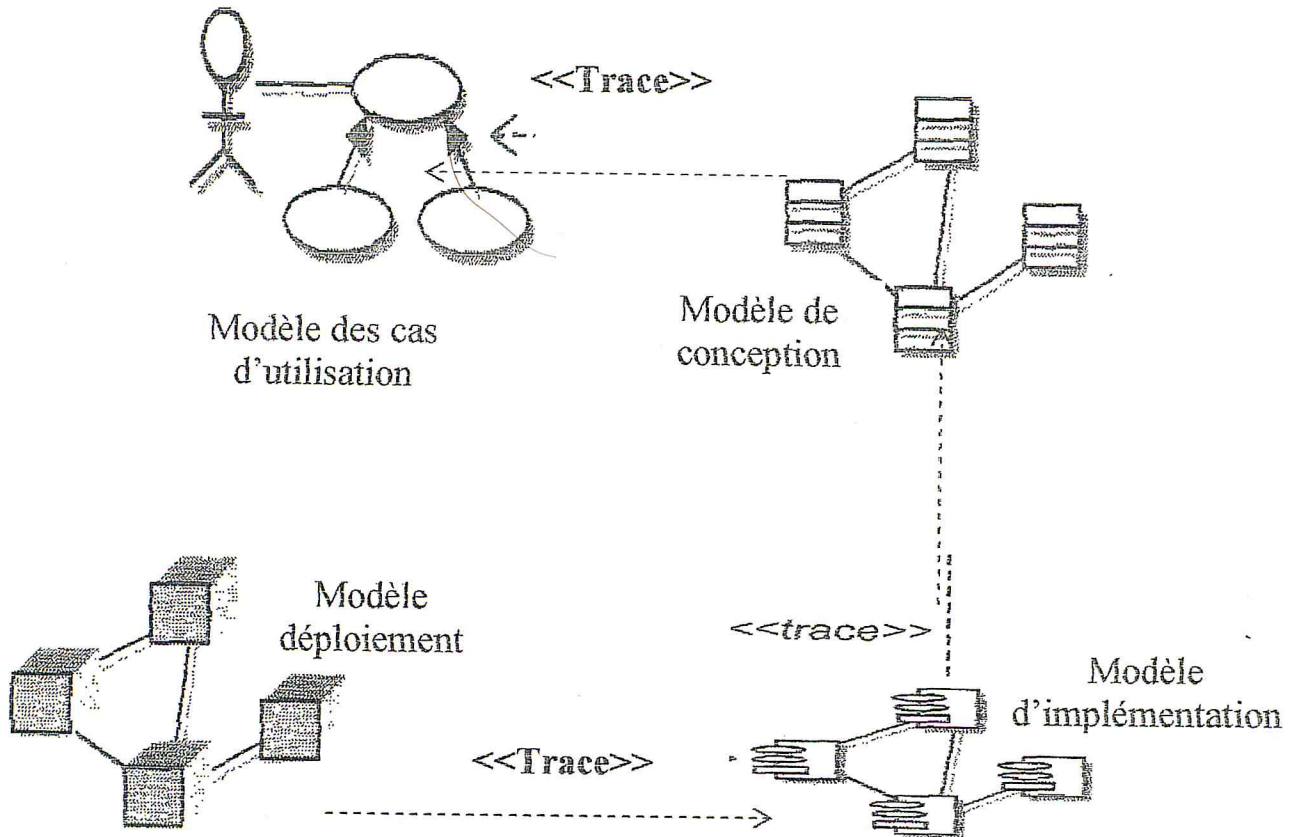 <<Trace>>
Modèle des cas
d'utilisation
Modèle de
conception
Modèle
déploiement
<<trace>>
Modèle
d'implémentation
<<Trace>>